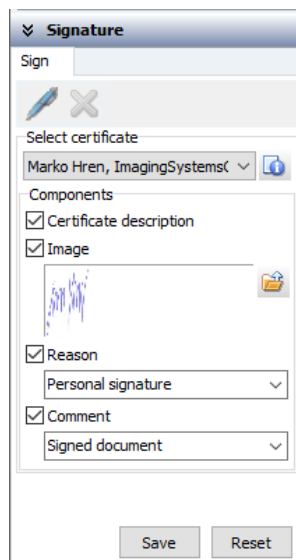 Signature
Sign
Select certificate
Marko Hren, ImagingSystems
Components
Certificate description
Image
Reason
Personal signature
Comment
Signed document
Save
Reset